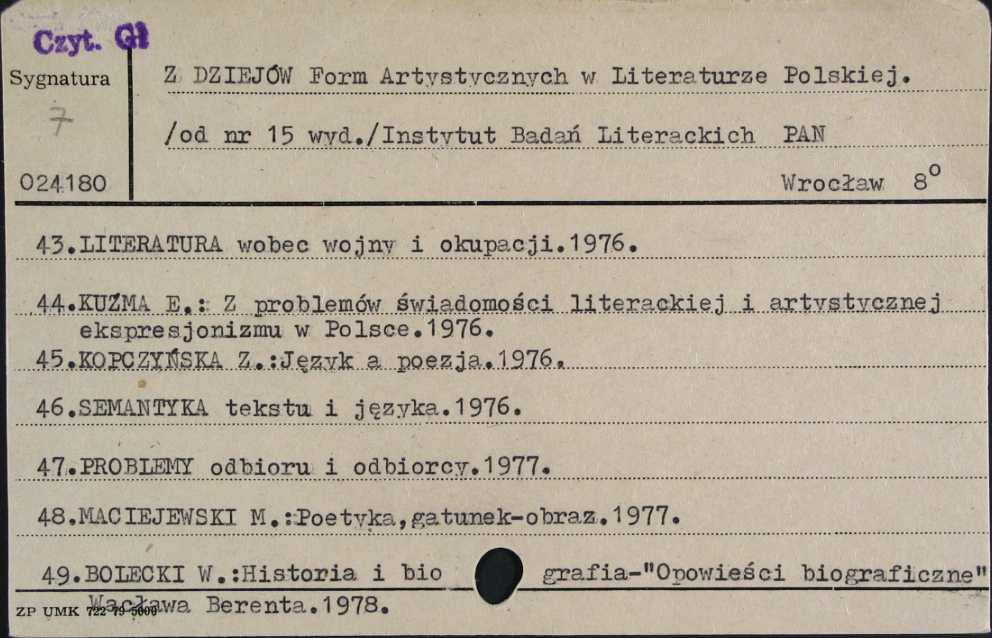 Czyt. Gł
Sygnatura
7
024180
Z DZIEJÓW Form Artystycznych w Literaturze Polskiej.
/od nr 15 wyd./Instytut Badań Literackich PAN
Wrocław 8°
43.LITERATURA wobec wojny i okupacji.1976.
44.KUŹMA E.: Z problemów świadomości literackiej i artystycznej
ekspresjonizmu w Polsce.1976.
45.KOPCZYŃSKA Z.:Język a poezja.1976.
46.SEMANTYKA tekstu i języka.1976.
47.PROBLEMY odbioru i odbiorcy.1977.
48.MACIEJEWSKI M.:Poetyka,gatunek-obraz.1977.
49.BOLECKI W.:Historia i bio grafia-"Opowieści biograficzne"
Wacława Berenta.1978.
ZP UMK 722 79 5000